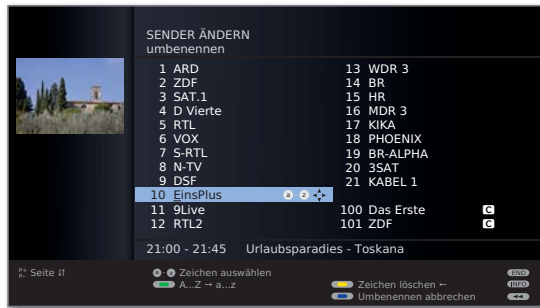 SENDER ÄNDERN
umbenennen
1 ARD
2 ZDF
3 SAT.1
4 D Vierte
5 RTL
6 VOX
7 S-RTL
8 N-TV
9 DSF
10 EinsPlus a z
11 9Live
12 RTL2
13 WDR 3
14 BR
15 HR
16 MDR 3
17 KIKA
18 PHOENIX
19 BR-ALPHA
20 3SAT
21 KABEL 1
100 Das Erste C
101 ZDF C
21:00 - 21:45 Urlaubsparadies - Toskana
P+ P- Seite ↓↑
0-9 Zeichen auswählen
A...Z → a...z
Zeichen löschen ←
Umbenennen abbrechen
END
INFO